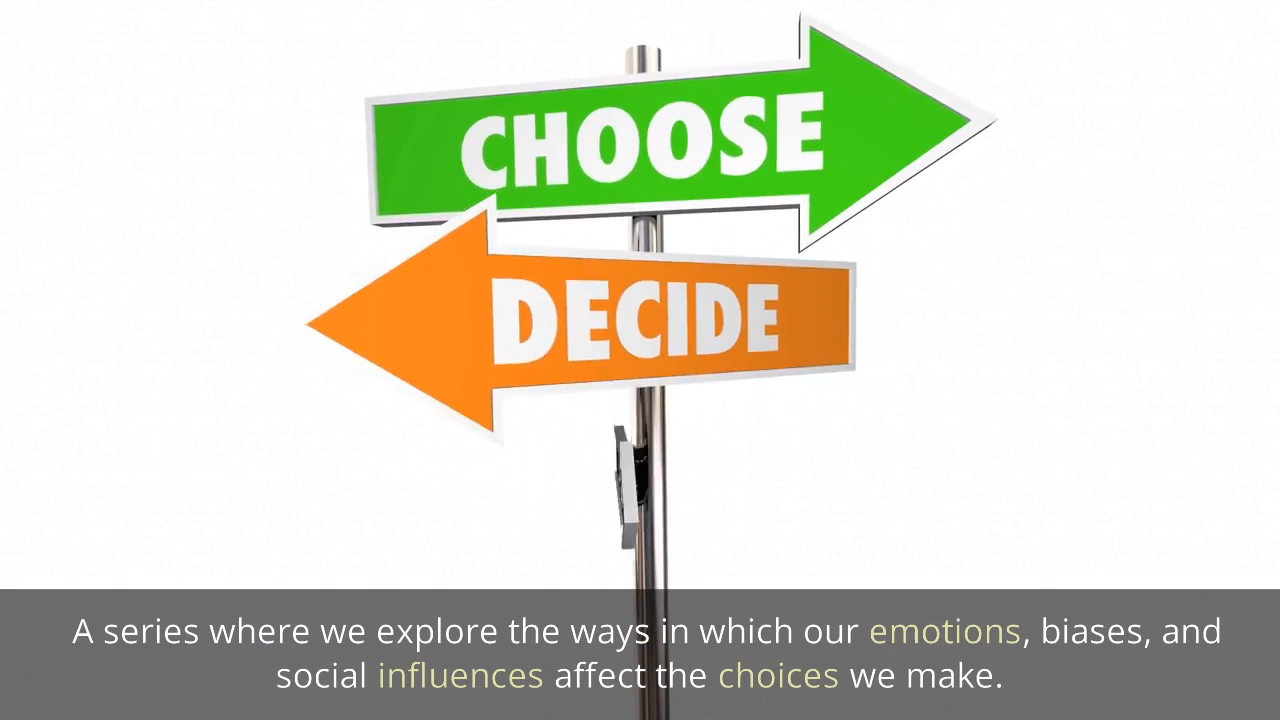 CHOOSE
DECIDE
A series where we explore the ways in which our emotions, biases, and
social influences affect the choices we make.